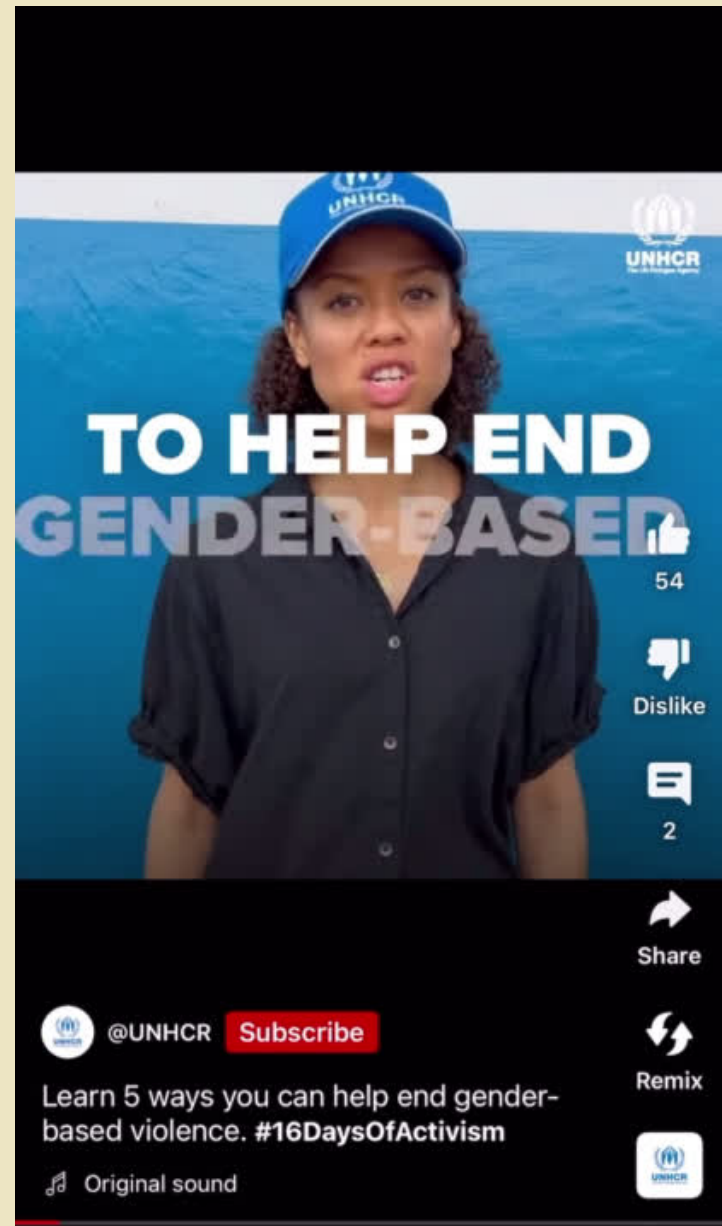 UNHCR
UNHCR
The UN Refugee Agency
TO HELP END
GENDER-BASED
54
Dislike
2
Share
@UNHCR Subscribe
Remix
Learn 5 ways you can help end gender-
based violence. #16DaysOfActivism
UNHCR
Original sound